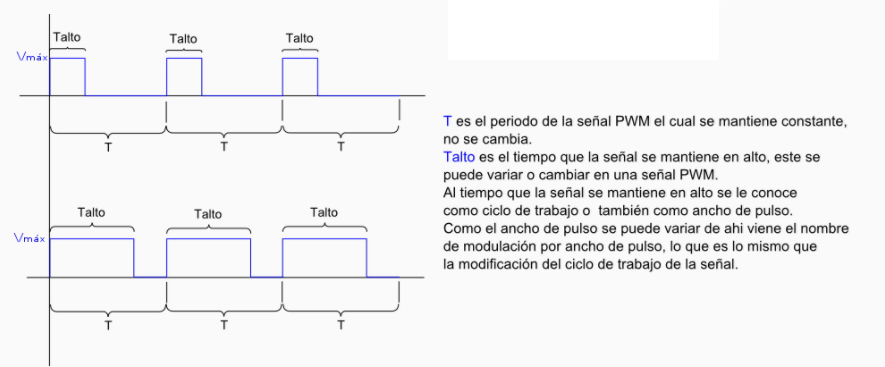 Talto Talto Talto
Vmáx
T T T
Talto Talto Talto
Vmáx
T T T
T es el periodo de la señal PWM el cual se mantiene constante,
no se cambia.
Talto es el tiempo que la señal se mantiene en alto, este se
puede variar o cambiar en una señal PWM.
Al tiempo que la señal se mantiene en alto se le conoce
como ciclo de trabajo o también como ancho de pulso.
Como el ancho de pulso se puede variar de ahi viene el nombre
de modulación por ancho de pulso, lo que es lo mismo que
la modificación del ciclo de trabajo de la señal.